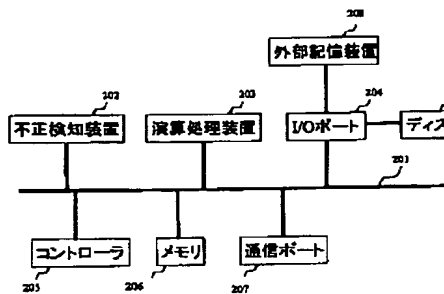 208
外部記信装置
202
203
204
不正検知装置
演算処理装置
I/Oポート
ディス
201
コントローラ
メモリ
通信ポート
205
206
207